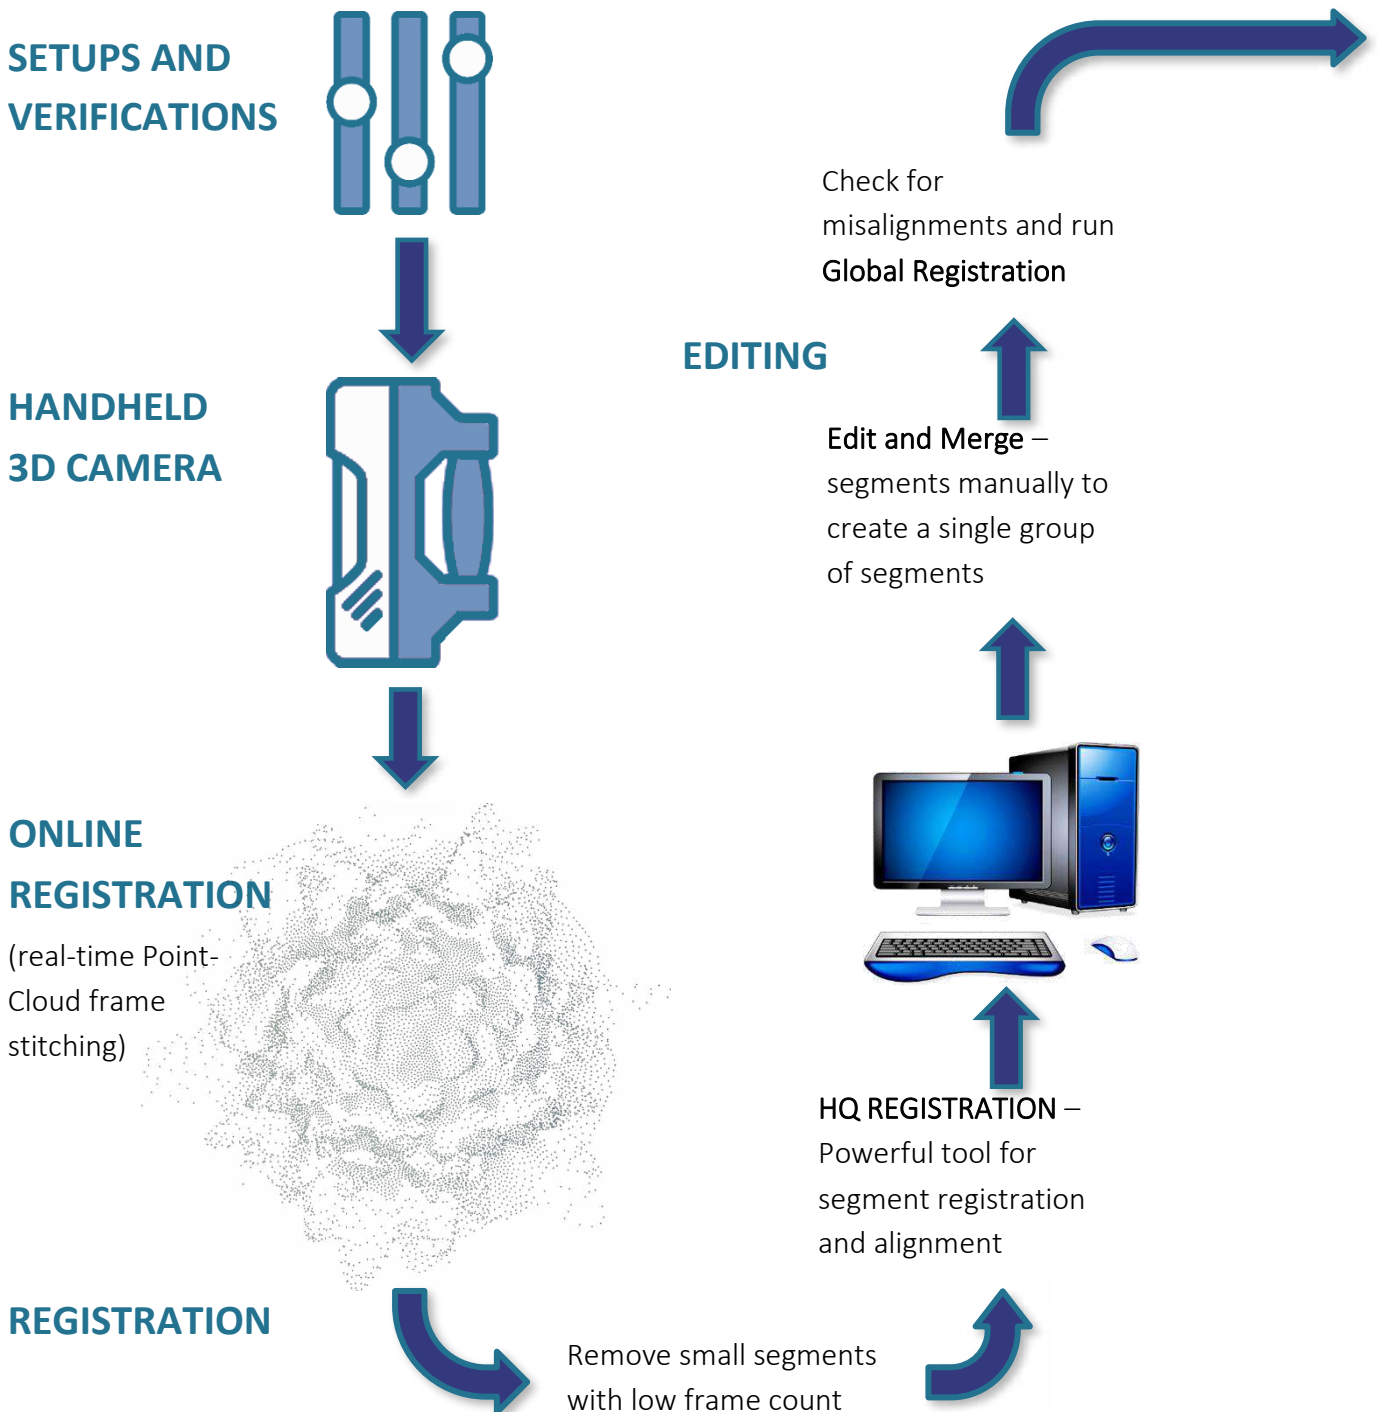 SETUPS AND
VERIFICATIONS
HANDHELD
3D CAMERA
ONLINE
REGISTRATION
(real-time Point-
Cloud frame
stitching)
REGISTRATION
Remove small segments
with low frame count
HQ REGISTRATION –
Powerful tool for
segment registration
and alignment
EDITING
Edit and Merge –
segments manually to
create a single group
of segments
Check for
misalignments and run
Global Registration